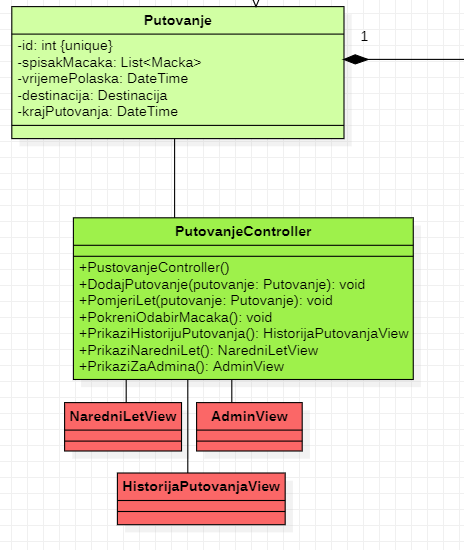 Putovanje
-id: int {unique}
-spisakMacaka: List<Macka>
-vrijemePolaska: DateTime
-destinacija: Destinacija
-krajPutovanja: DateTime
1
PutovanjeController
+PustovanjeController()
+DodajPutovanje(putovanje: Putovanje): void
+PomjeriLet(putovanje: Putovanje): void
+PokreniOdabirMacaka(): void
+PrikaziHistorijuPutovanja(): HistorijaPutovanjaView
+PrikaziNaredniLet(): NaredniLetView
+PrikaziZaAdmina(): AdminView
NaredniLetView
AdminView
HistorijaPutovanjaView